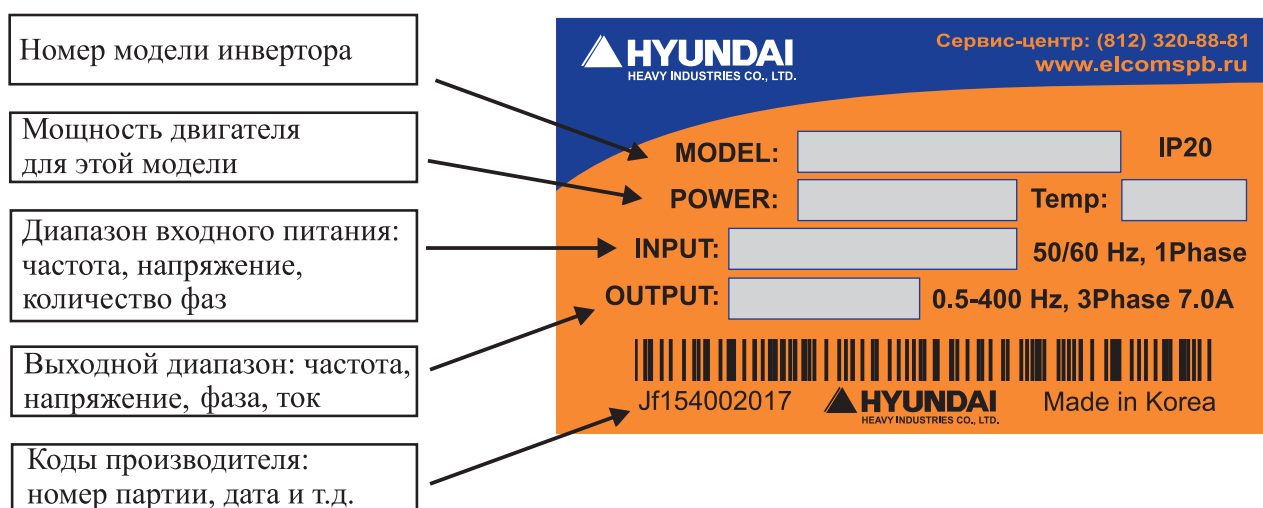 Номер модели инвертора
Мощность двигателя
для этой модели
Диапазон входного питания:
частота, напряжение,
количество фаз
Выходной диапазон: частота,
напряжение, фаза, ток
Коды производителя:
номер партии, дата и т.д.
HYUNDAI
HEAVY INDUSTRIES CO., LTD.
Сервис-центр: (812) 320-88-81
www.elcomspb.ru
MODEL: IP20
POWER: Temp:
INPUT: 50/60 Hz, 1Phase
OUTPUT: 0.5-400 Hz, 3Phase 7.0A
Jf154002017 HYUNDAI Made in Korea
HEAVY INDUSTRIES CO., LTD.